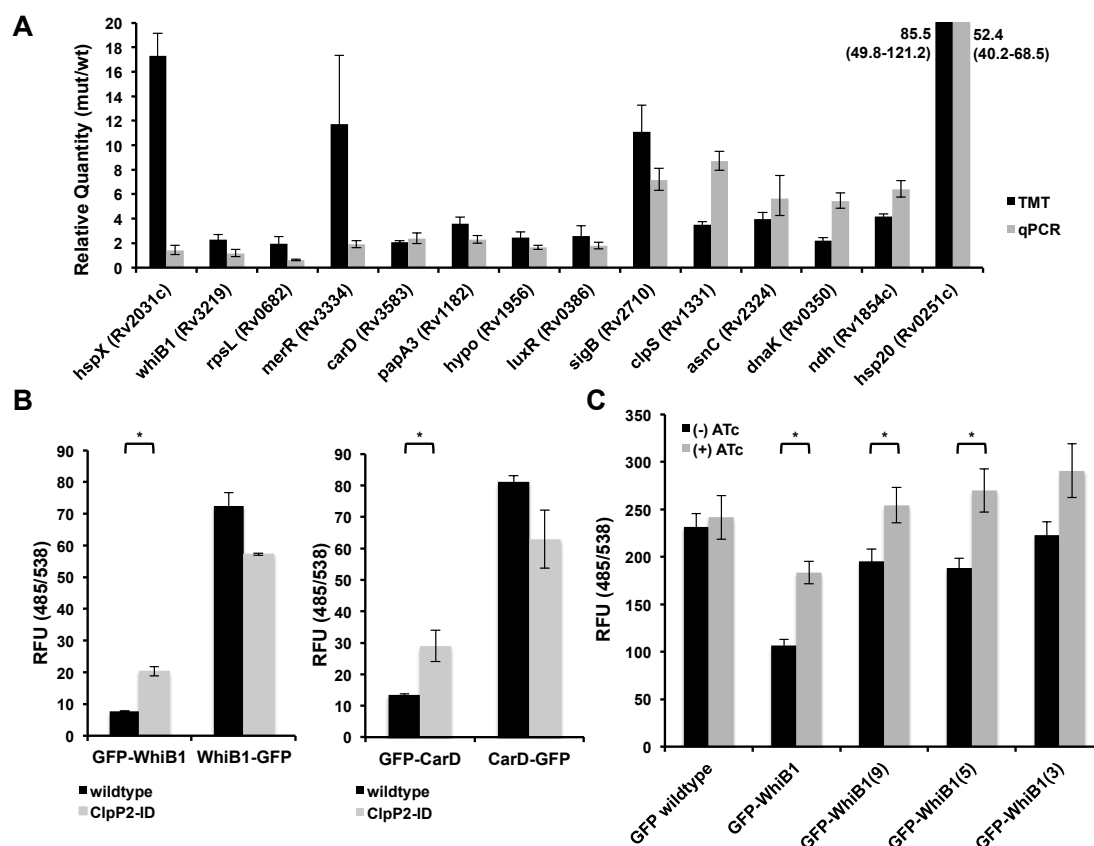 A
Relative Quantity (mut/wt)
20
18
16
14
12
10
8
6
4
2
0
85.5
(49.8-121.2)
52.4
(40.2-68.5)
TMT
qPCR
hspX (Rv2031c)
whiB1 (Rv3219)
rpsL (Rv0682)
merR (Rv3334)
carD (Rv3583)
papA3 (Rv1182)
hypo (Rv1956)
luxR (Rv0386)
sigB (Rv2710)
clpS (Rv1331)
asnC (Rv2324)
dnaK (Rv0350)
ndh (Rv1854c)
hsp20 (Rv0251c)
B
RFU (485/538)
90
80
70
60
50
40
30
20
10
0
*
GFP-WhiB1
WhiB1-GFP
wildtype
ClpP2-ID
RFU (485/538)
90
80
70
60
50
40
30
20
10
0
*
GFP-CarD
CarD-GFP
wildtype
ClpP2-ID
C
(-) ATc
(+) ATc
RFU (485/538)
350
300
250
200
150
100
50
0
*
*
*
GFP wildtype
GFP-WhiB1
GFP-WhiB1(9)
GFP-WhiB1(5)
GFP-WhiB1(3)